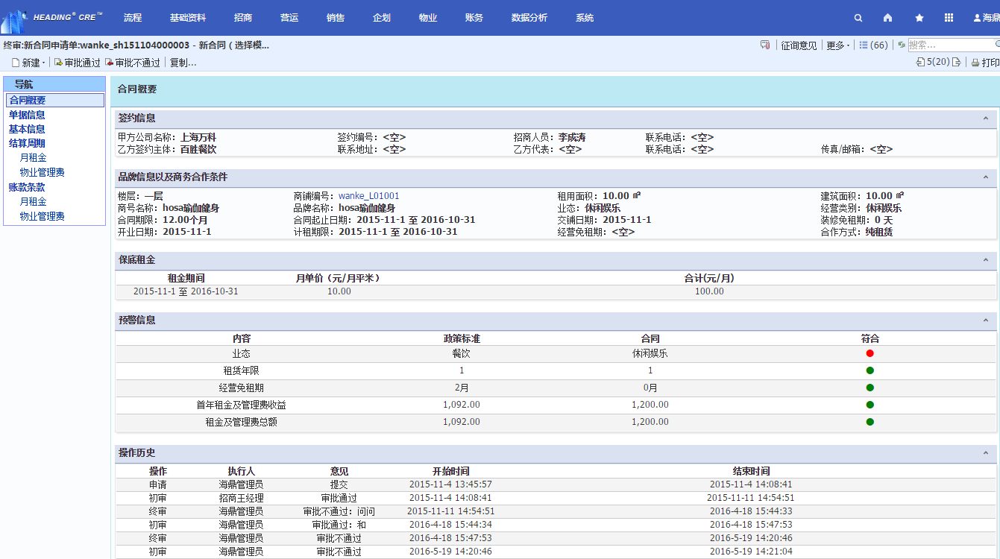 HEADING® CRE™ 流程 基础资料 招商 营运 销售 企划 物业 账务 数据分析 系统 海鼎
终审:新合同申请单:wanke_sh151104000003 - 新合同 ( 选择模... 征询意见 更多 (66) 搜索...
新建 审批通过 审批不通过 复制... 5(20) 打印
导航
合同概要
单据信息
基本信息
结算周期
月租金
物业管理费
账款条款
月租金
物业管理费
合同概要
签约信息
甲方公司名称: 上海万科 签约编号: <空> 招商人员: 李成涛 联系电话: <空>
乙方签约主体: 百胜餐饮 联系地址: <空> 乙方代表: <空> 联系电话: <空> 传真/邮箱: <空>
品牌信息以及商务合作条件
楼层: 一层 商铺编号: wanke_L01001 租用面积: 10.00 ㎡ 建筑面积: 10.00 ㎡
商号名称: hosa瑜伽健身 品牌名称: hosa瑜伽健身 业态: 休闲娱乐 经营类别: 休闲娱乐
合同期限: 12.00个月 合同起止日期: 2015-11-1 至 2016-10-31 交铺日期: 2015-11-1 装修免租期: 0 天
开业日期: 2015-11-1 计租期限: 2015-11-1 至 2016-10-31 经营免租期: <空> 合作方式: 纯租赁
保底租金
租金期间 月单价（元/月平米） 合计(元/月)
2015-11-1 至 2016-10-31 10.00 100.00
预警信息
内容 政策标准 合同 符合
业态 餐饮 休闲娱乐
租赁年限 1 1
经营免租期 2月 0月
首年租金及管理费收益 1,092.00 1,200.00
租金及管理费总额 1,092.00 1,200.00
操作历史
操作 执行人 意见 开始时间 结束时间
申请 海鼎管理员 提交 2015-11-4 13:45:57 2015-11-4 14:08:41
初审 招商王经理 审批通过 2015-11-4 14:08:41 2015-11-11 14:54:51
终审 海鼎管理员 审批不通过：问问 2015-11-11 14:54:51 2016-4-18 15:44:33
初审 海鼎管理员 审批通过：和 2016-4-18 15:44:34 2016-4-18 15:47:53
终审 海鼎管理员 审批不通过 2016-4-18 15:47:53 2016-5-19 14:20:46
初审 海鼎管理员 审批不通过 2016-5-19 14:20:46 2016-5-19 14:21:04